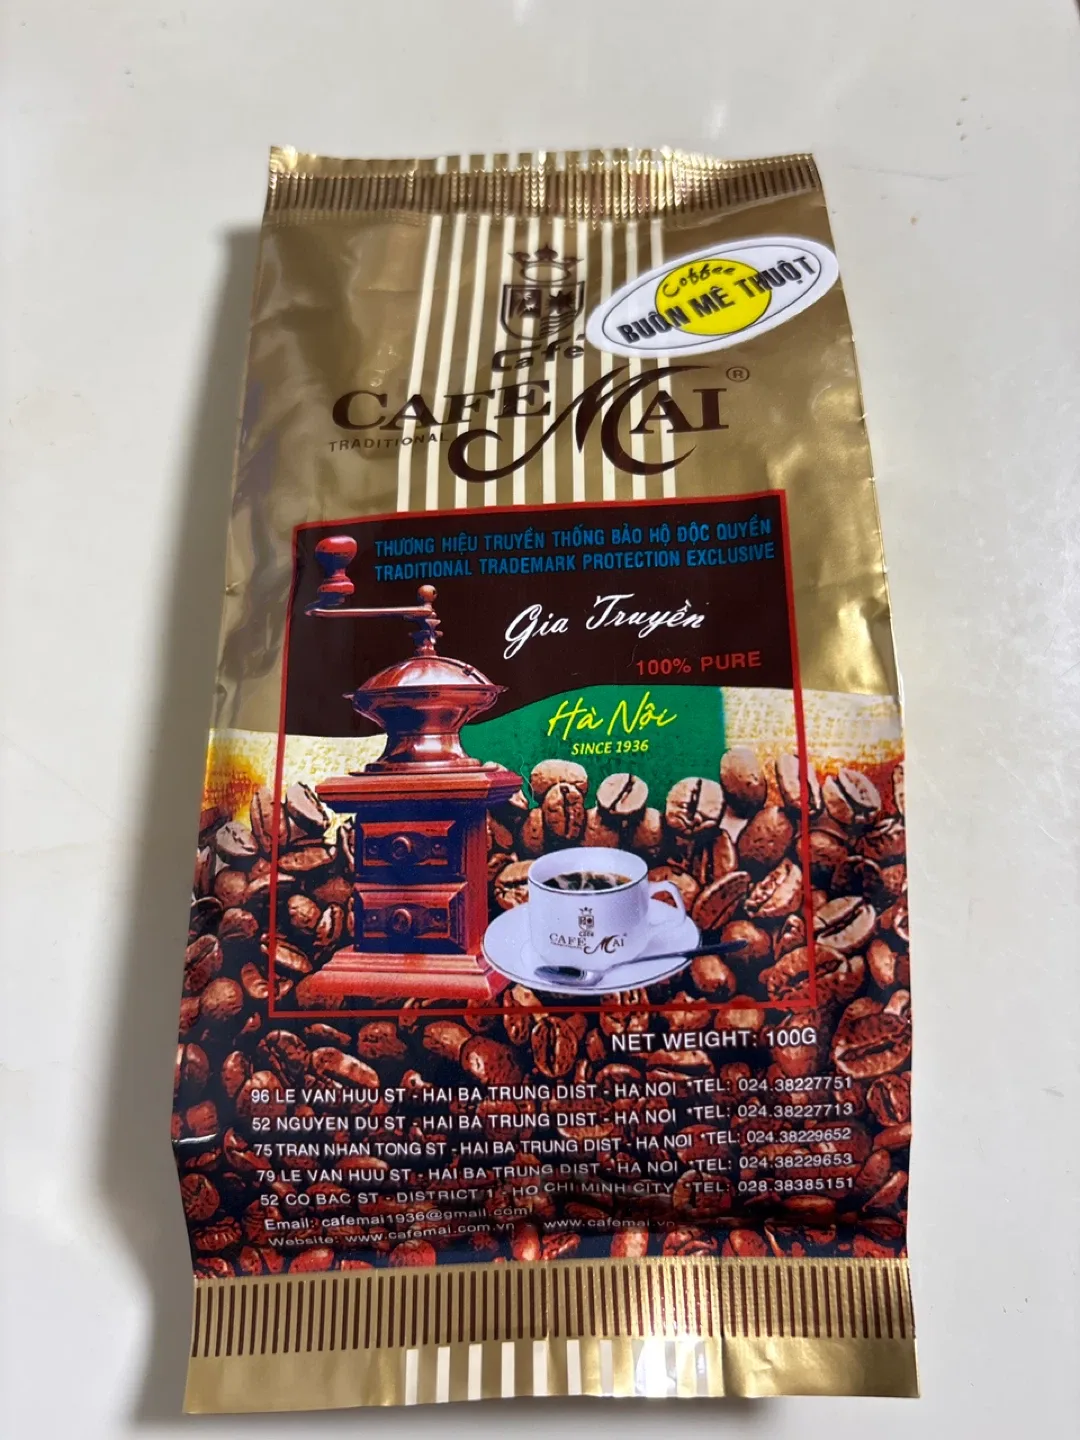 Coffee
BUÔN MÊ THUỘT
Café
CAFE MAI ®
TRADITIONAL
THƯƠNG HIỆU TRUYỀN THỐNG BẢO HỘ ĐỘC QUYỀN
TRADITIONAL TRADEMARK PROTECTION EXCLUSIVE
Gia Truyền
100% PURE
Hà Nội
SINCE 1936
Café
CAFE MAI
NET WEIGHT: 100G
96 LE VAN HUU ST - HAI BA TRUNG DIST - HA NOI *TEL: 024.38227751
52 NGUYEN DU ST - HAI BA TRUNG DIST - HA NOI *TEL: 024.38227713
75 TRAN NHAN TONG ST - HAI BA TRUNG DIST - HA NOI *TEL: 024.38229652
79 LE VAN HUU ST - HAI BA TRUNG DIST - HA NOI *TEL: 024.38229653
52 CO BAC ST - DISTRICT 1 - HO CHI MINH CITY *TEL: 028.38385151
Email: cafemai1936@gmail.com
Website: www.cafemai.com.vn www.cafemai.vn